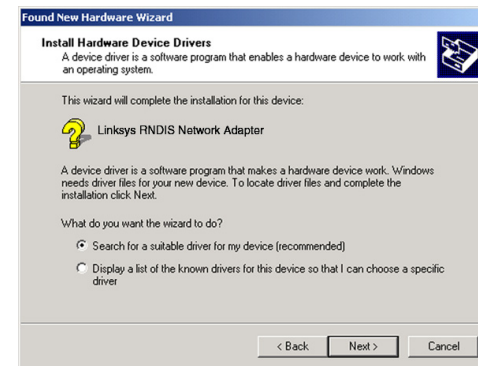 Found New Hardware Wizard
Install Hardware Device Drivers
A device driver is a software program that enables a hardware device to work with
an operating system.
This wizard will complete the installation for this device:
Linksys RNDIS Network Adapter
A device driver is a software program that makes a hardware device work. Windows
needs driver files for your new device. To locate driver files and complete the
installation click Next.
What do you want the wizard to do?
Search for a suitable driver for my device (recommended)
Display a list of the known drivers for this device so that I can choose a specific
driver
< Back
Next >
Cancel